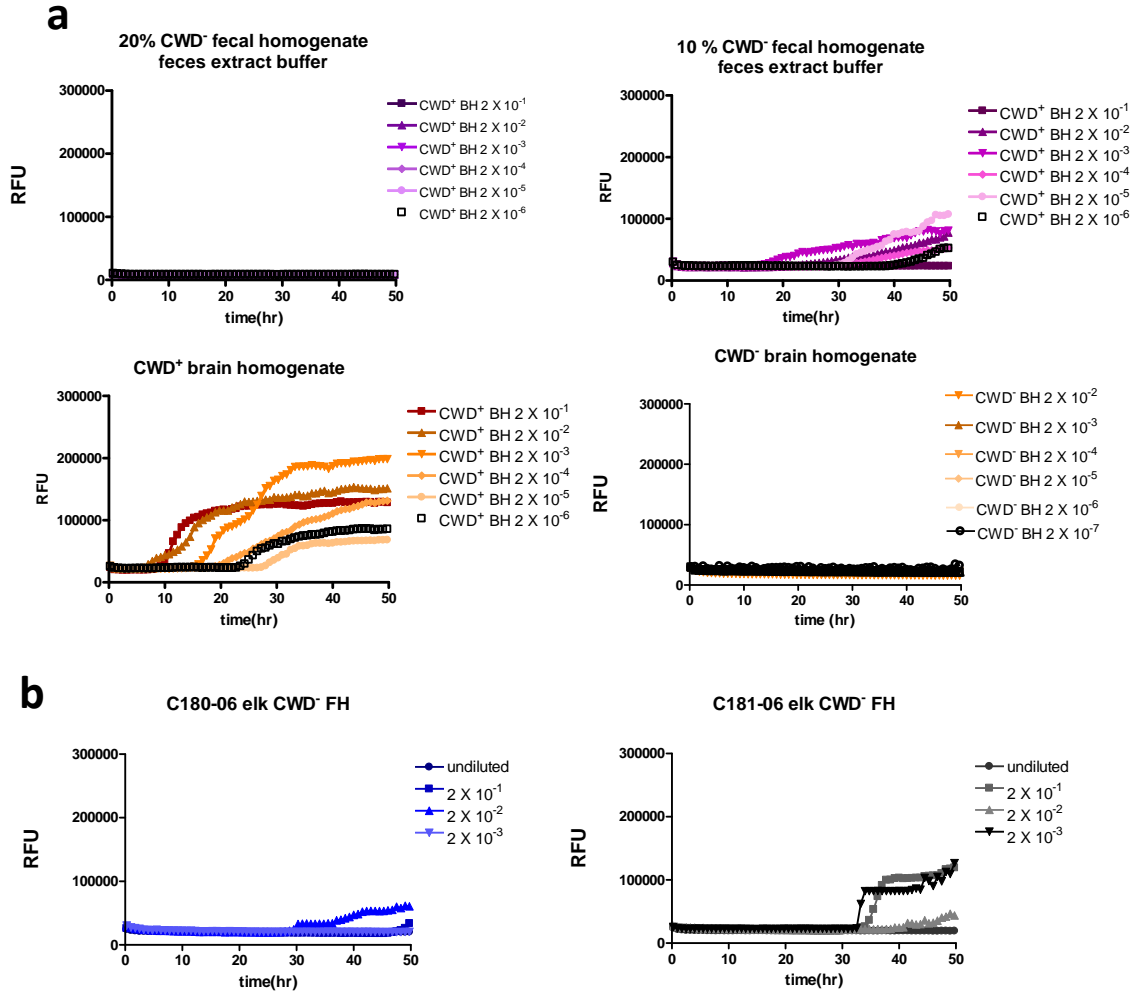 a
20% CWD⁻ fecal homogenate
feces extract buffer
300000
200000
100000
0
RFU
0 10 20 30 40 50
time(hr)
CWD⁺ BH 2 X 10⁻¹
CWD⁺ BH 2 X 10⁻²
CWD⁺ BH 2 X 10⁻³
CWD⁺ BH 2 X 10⁻⁴
CWD⁺ BH 2 X 10⁻⁵
CWD⁺ BH 2 X 10⁻⁶
10 % CWD⁻ fecal homogenate
feces extract buffer
300000
200000
100000
0
RFU
0 10 20 30 40 50
time(hr)
CWD⁺ BH 2 X 10⁻¹
CWD⁺ BH 2 X 10⁻²
CWD⁺ BH 2 X 10⁻³
CWD⁺ BH 2 X 10⁻⁴
CWD⁺ BH 2 X 10⁻⁵
CWD⁺ BH 2 X 10⁻⁶
CWD⁺ brain homogenate
300000
200000
100000
0
RFU
0 10 20 30 40 50
time(hr)
CWD⁺ BH 2 X 10⁻¹
CWD⁺ BH 2 X 10⁻²
CWD⁺ BH 2 X 10⁻³
CWD⁺ BH 2 X 10⁻⁴
CWD⁺ BH 2 X 10⁻⁵
CWD⁺ BH 2 X 10⁻⁶
CWD⁻ brain homogenate
300000
200000
100000
0
RFU
0 10 20 30 40 50
time (hr)
CWD⁻ BH 2 X 10⁻²
CWD⁻ BH 2 X 10⁻³
CWD⁻ BH 2 X 10⁻⁴
CWD⁻ BH 2 X 10⁻⁵
CWD⁻ BH 2 X 10⁻⁶
CWD⁻ BH 2 X 10⁻⁷
b
C180-06 elk CWD⁻ FH
300000
200000
100000
0
RFU
0 10 20 30 40 50
time(hr)
undiluted
2 X 10⁻¹
2 X 10⁻²
2 X 10⁻³
C181-06 elk CWD⁻ FH
300000
200000
100000
0
RFU
0 10 20 30 40 50
time(hr)
undiluted
2 X 10⁻¹
2 X 10⁻²
2 X 10⁻³